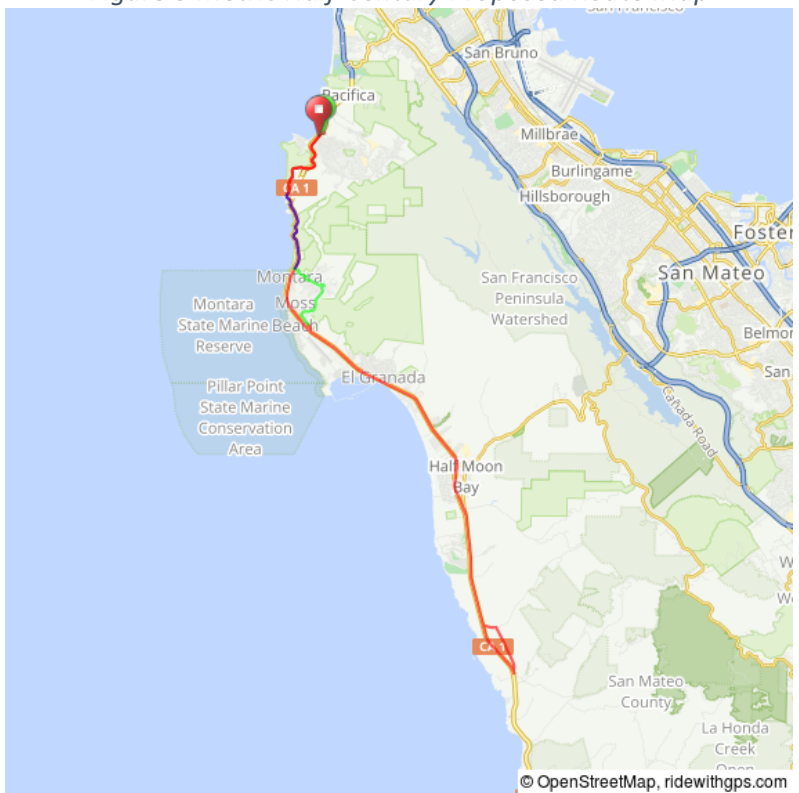 San Bruno
Pacifica
Millbrae
Burlingame
Hillsborough
CA 1
Foster
San Mateo
Montara
San Francisco
Peninsula
Watershed
Montara
State Marine
Reserve
Moss
Beach
Belmon
San
El Granada
Pillar Point
State Marine
Conservation
Area
Cañada Road
Half Moon
Bay
CA 1
San Mateo
County
La Honda
Creek
Open
© OpenStreetMap, ridewithgps.com